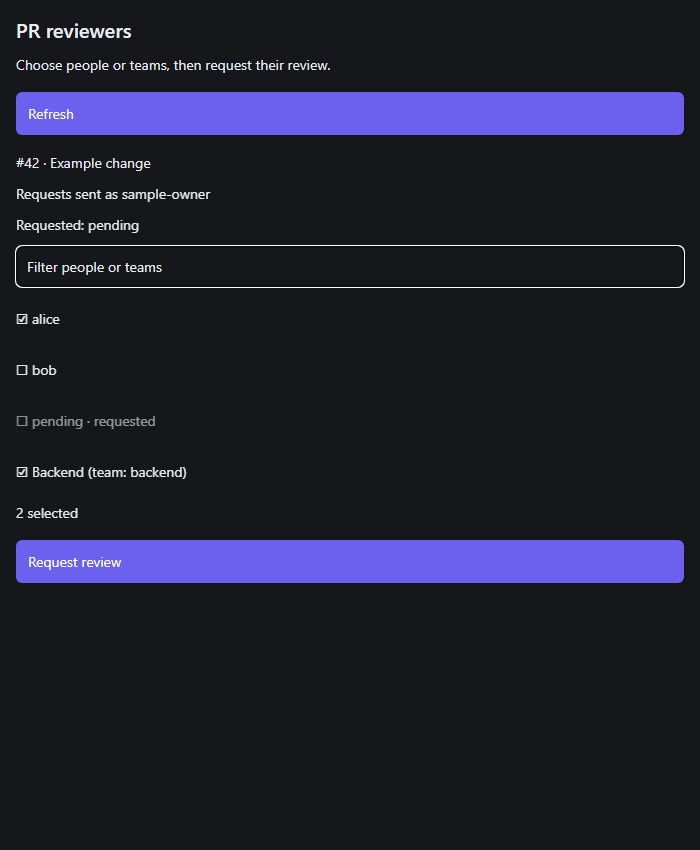 PR reviewers
Choose people or teams, then request their review.
Refresh
#42 · Example change
Requests sent as sample-owner
Requested: pending
Filter people or teams
☑ alice
☐ bob
☐ pending · requested
☑ Backend (team: backend)
2 selected
Request review